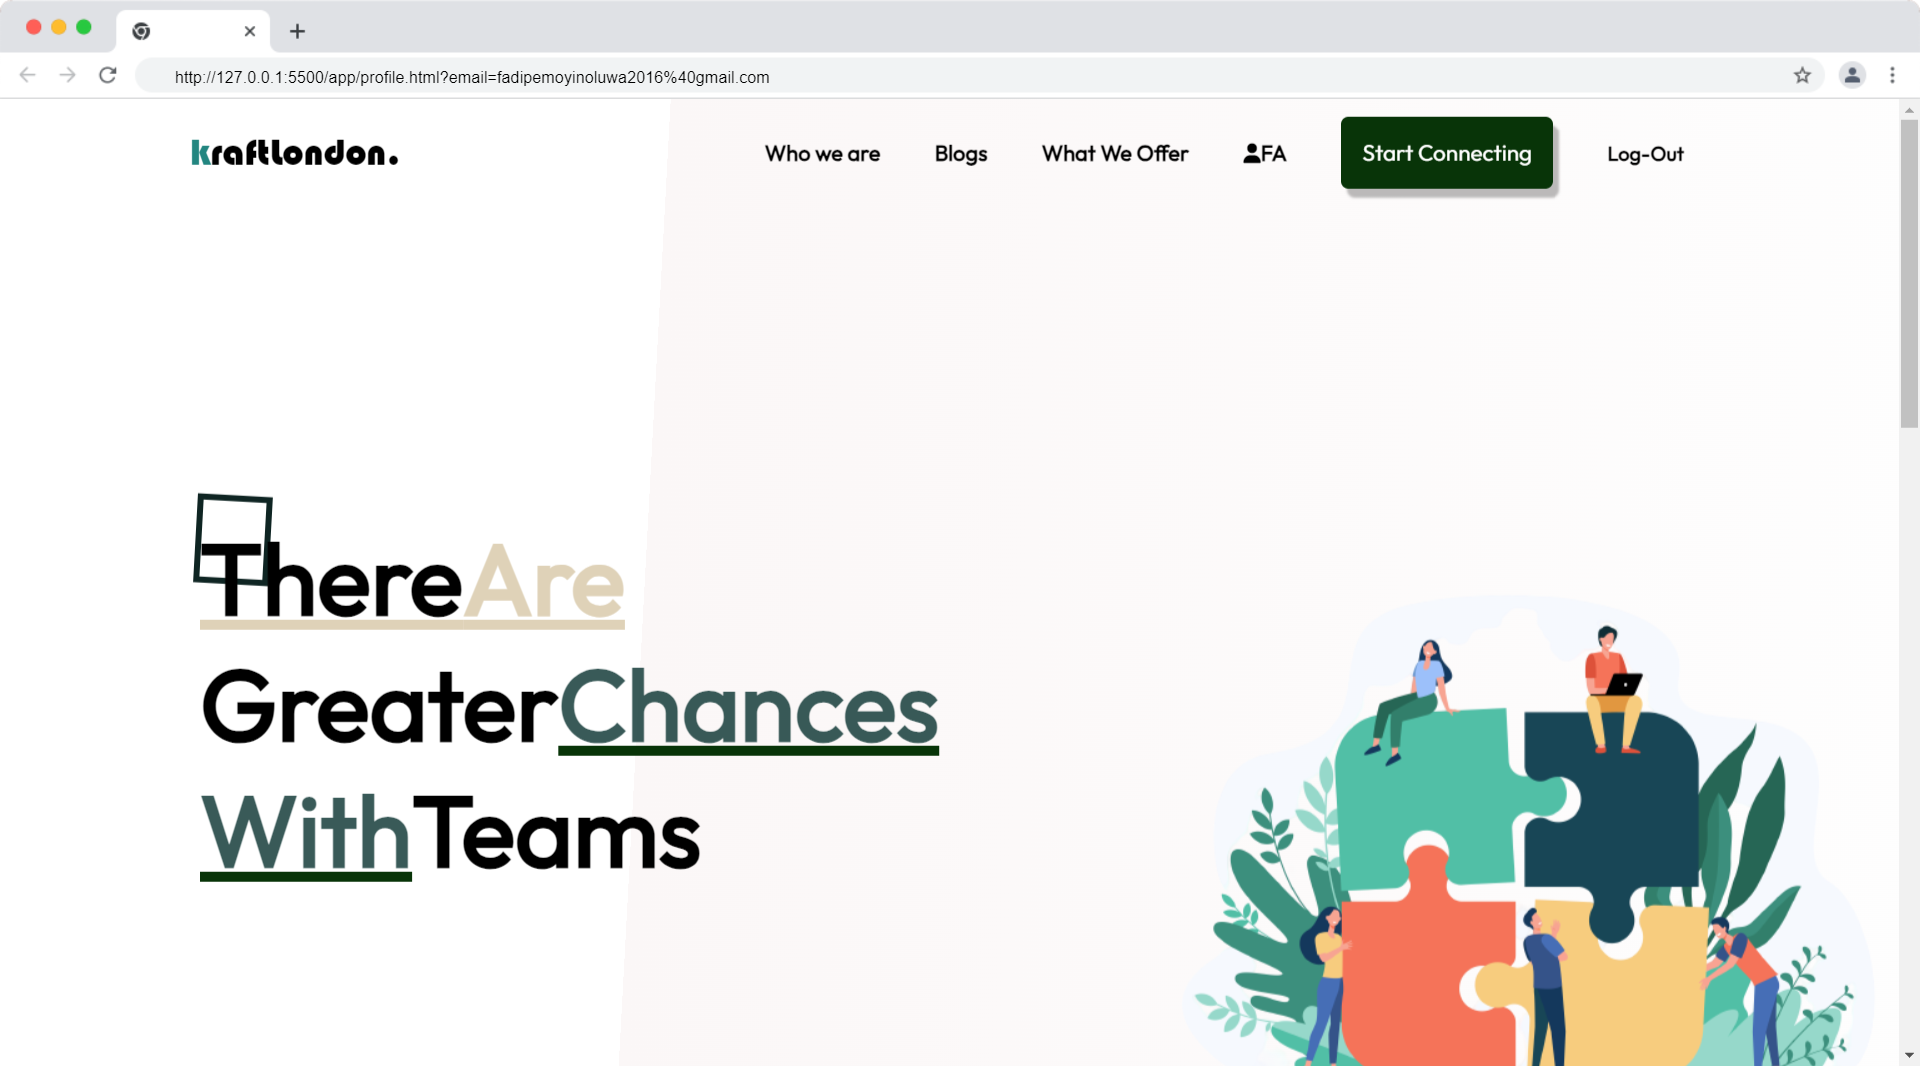 http://127.0.0.1:5500/app/profile.html?email=fadipemoyinoluwa2016%40gmail.com
kraftLondon.
Who we are
Blogs
What We Offer
FA
Start Connecting
Log-Out
ThereAre
GreaterChances
WithTeams